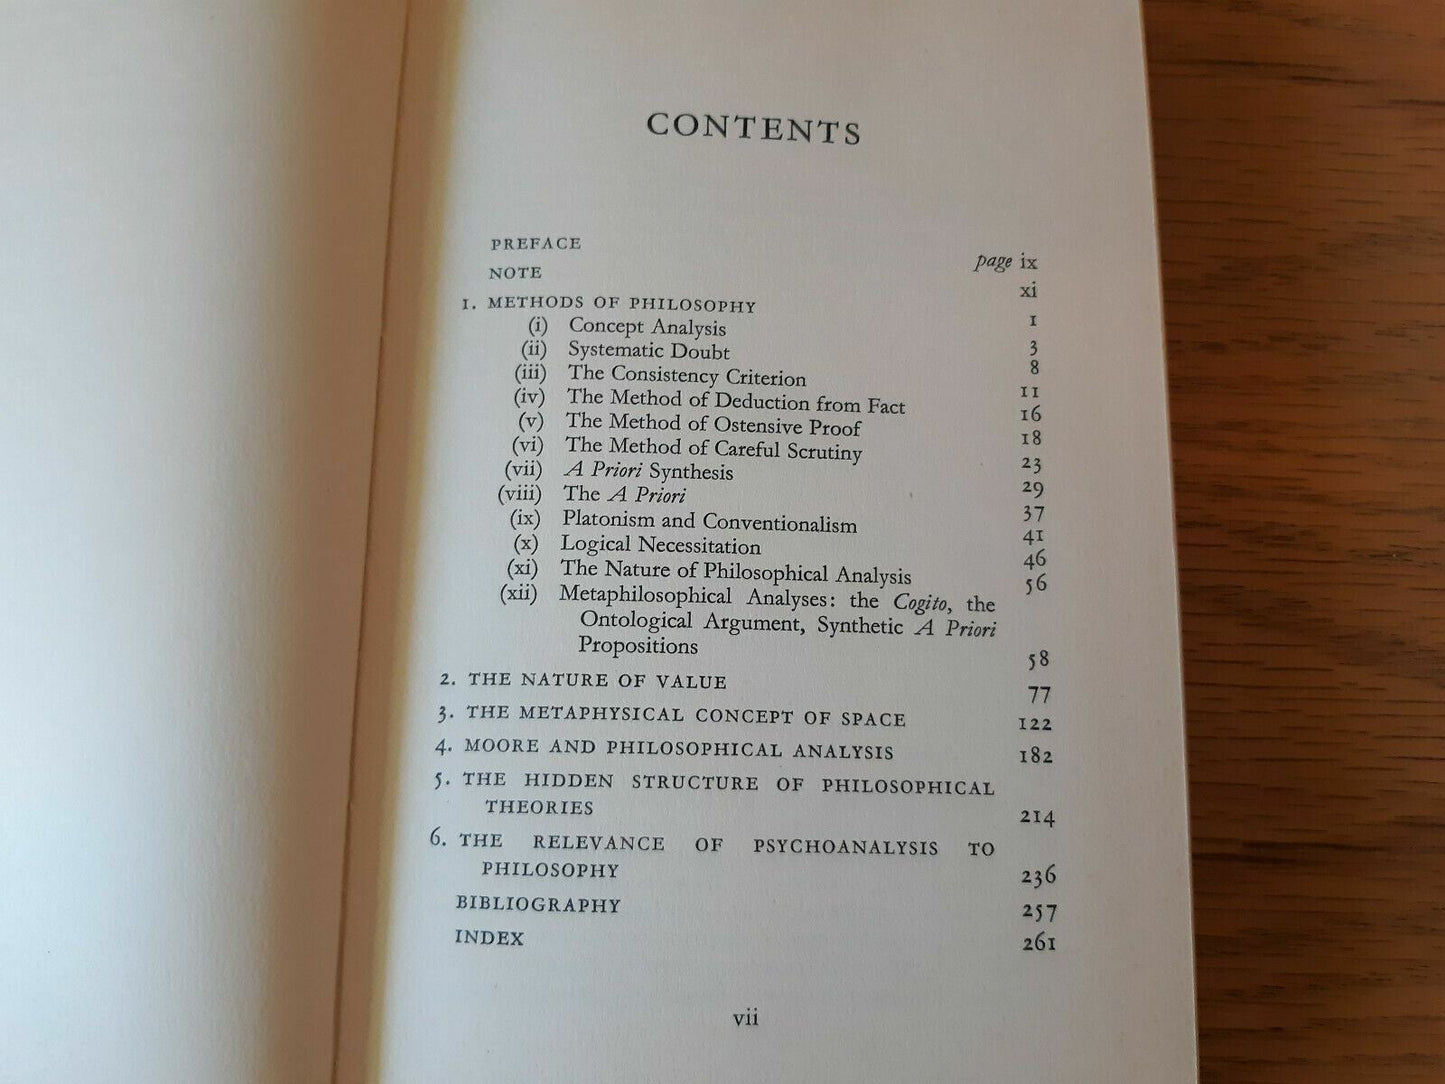 CONTENTS
PREFACE page ix
NOTE xi
1. METHODS OF PHILOSOPHY 1
(i) Concept Analysis 3
(ii) Systematic Doubt 8
(iii) The Consistency Criterion 11
(iv) The Method of Deduction from Fact 16
(v) The Method of Ostensive Proof 18
(vi) The Method of Careful Scrutiny 23
(vii) A Priori Synthesis 29
(viii) The A Priori 37
(ix) Platonism and Conventionalism 41
(x) Logical Necessitation 46
(xi) The Nature of Philosophical Analysis 56
(xii) Metaphilosophical Analyses: the Cogito, the
Ontological Argument, Synthetic A Priori
Propositions 58
2. THE NATURE OF VALUE 77
3. THE METAPHYSICAL CONCEPT OF SPACE 122
4. MOORE AND PHILOSOPHICAL ANALYSIS 182
5. THE HIDDEN STRUCTURE OF PHILOSOPHICAL
THEORIES 214
6. THE RELEVANCE OF PSYCHOANALYSIS TO
PHILOSOPHY 236
BIBLIOGRAPHY 257
INDEX 261
vii